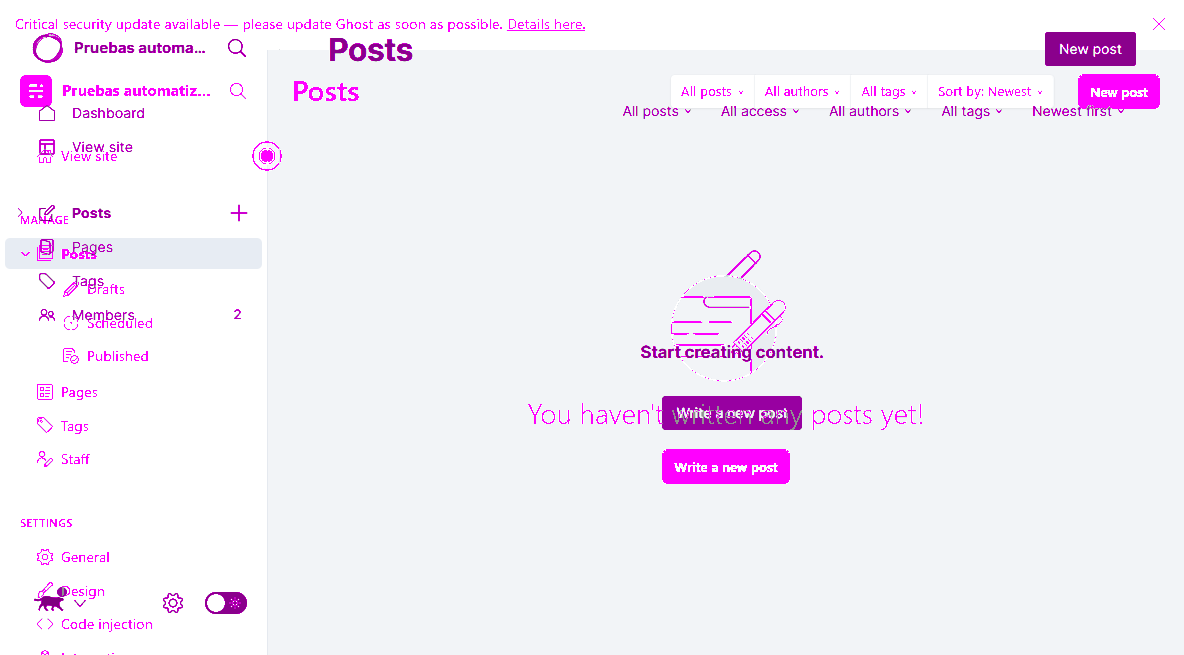 Critical security update available — please update Ghost as soon as possible. Details here.
Pruebas automa...
Posts
New post
Pruebas automatiz...
Posts
All posts
All authors
All tags
Sort by: Newest
New post
Dashboard
All posts
All access
All authors
All tags
Newest first
View site
View site
Posts
MANAGE
Pages
Posts
Tags
Drafts
Members
2
Scheduled
Start creating content.
Published
Pages
Write a new post
You haven't written any posts yet!
Tags
Staff
Write a new post
SETTINGS
General
Design
Code injection